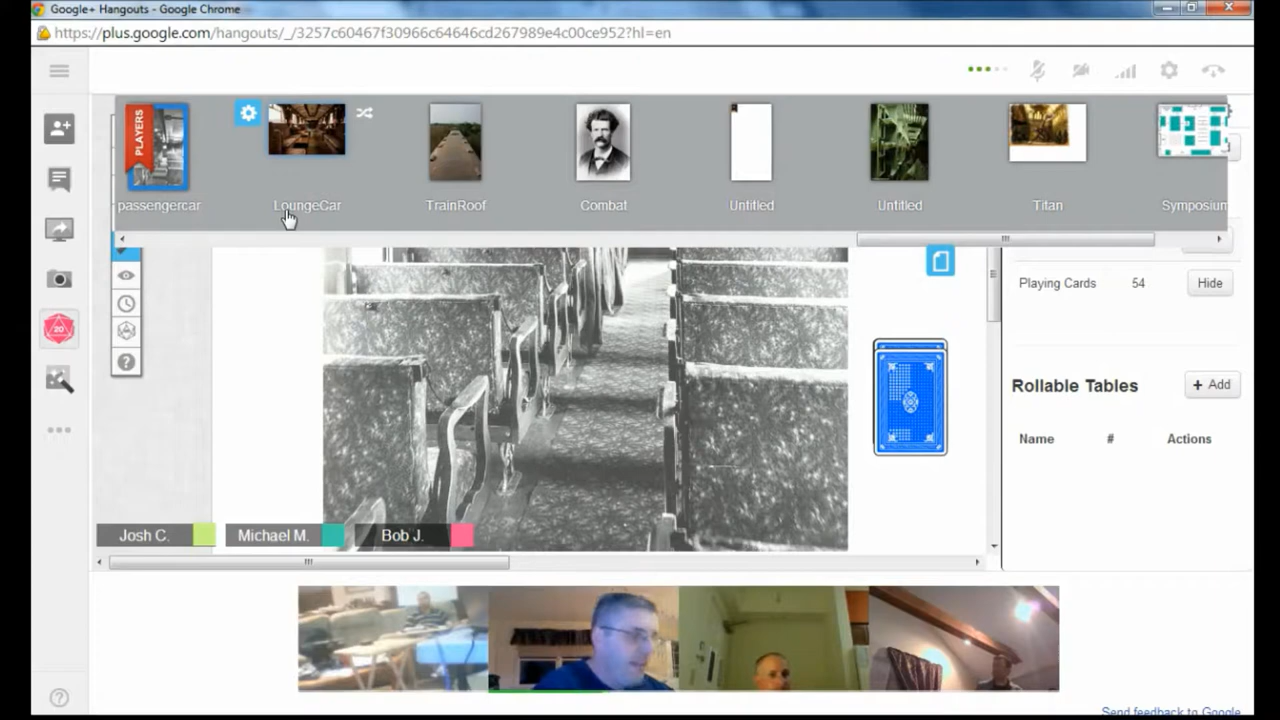 Google+ Hangouts - Google Chrome
https://plus.google.com/hangouts/_/3257c60467f30966c64646cd267989e4c00ce952?hl=en
PLAYERS
passengercar
LoungeCar
TrainRoof
Combat
Untitled
Untitled
Titan
Symposium
Playing Cards 54 Hide
Rollable Tables + Add
Name # Actions
20
Josh C.
Michael M.
Bob J.
Send feedback to Google